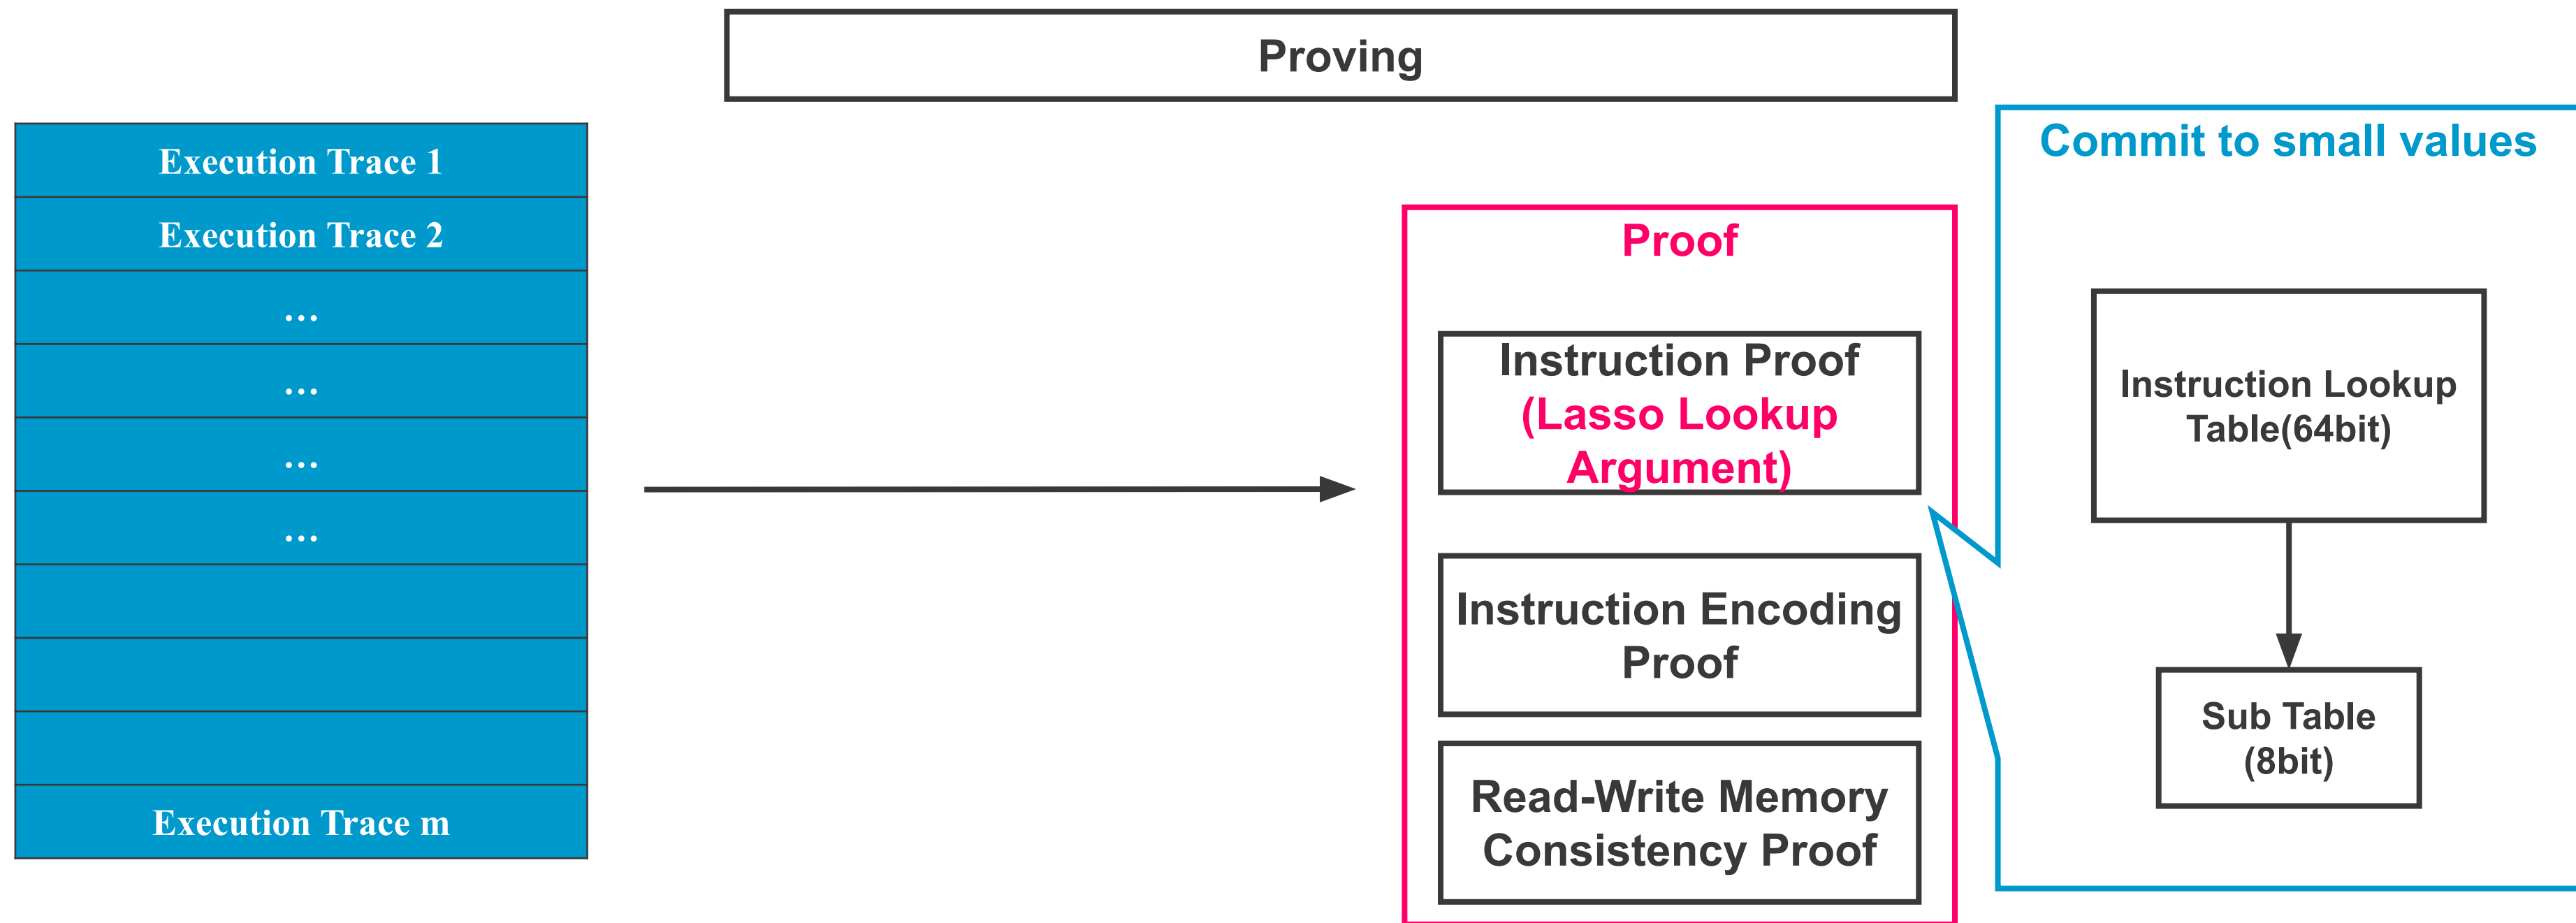 Proving
Execution Trace 1
Execution Trace 2
...
...
...
...
Execution Trace m
Proof
Instruction Proof
(Lasso Lookup
Argument)
Instruction Encoding
Proof
Read-Write Memory
Consistency Proof
Commit to small values
Instruction Lookup
Table(64bit)
Sub Table
(8bit)